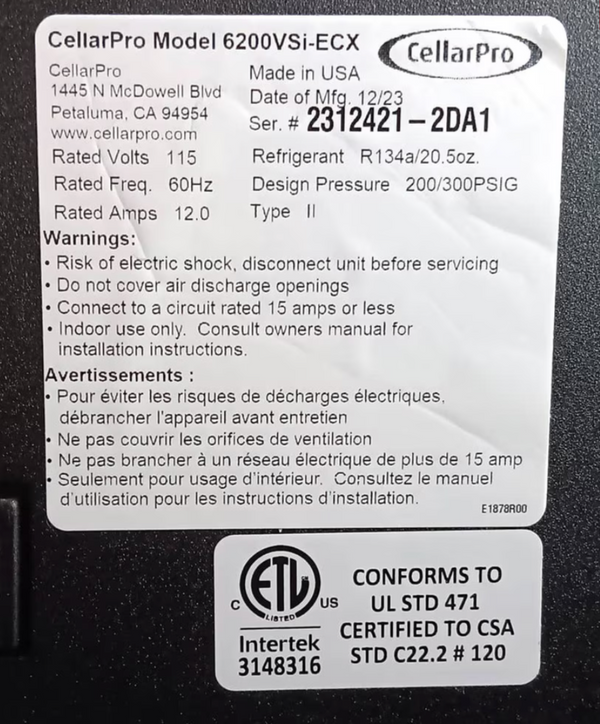 CellarPro Model 6200VSi-ECX
CellarPro
CellarPro
1445 N McDowell Blvd
Petaluma, CA 94954
www.cellarpro.com
Made in USA
Date of Mfg. 12/23
Ser. # 2312421-2DA1
Rated Volts 115
Refrigerant R134a/20.5oz.
Rated Freq. 60Hz
Design Pressure 200/300PSIG
Rated Amps 12.0
Type II
Warnings:
• Risk of electric shock, disconnect unit before servicing
• Do not cover air discharge openings
• Connect to a circuit rated 15 amps or less
• Indoor use only. Consult owners manual for
installation instructions.
Avertissements :
• Pour éviter les risques de décharges électriques,
débrancher l'appareil avant entretien
• Ne pas couvrir les orifices de ventilation
• Ne pas brancher à un réseau électrique de plus de 15 amp
• Seulement pour usage d'intérieur. Consultez le manuel
d'utilisation pour les instructions d'installation.
E1878R00
C ETL US
LISTED
Intertek
3148316
CONFORMS TO
UL STD 471
CERTIFIED TO CSA
STD C22.2 # 120